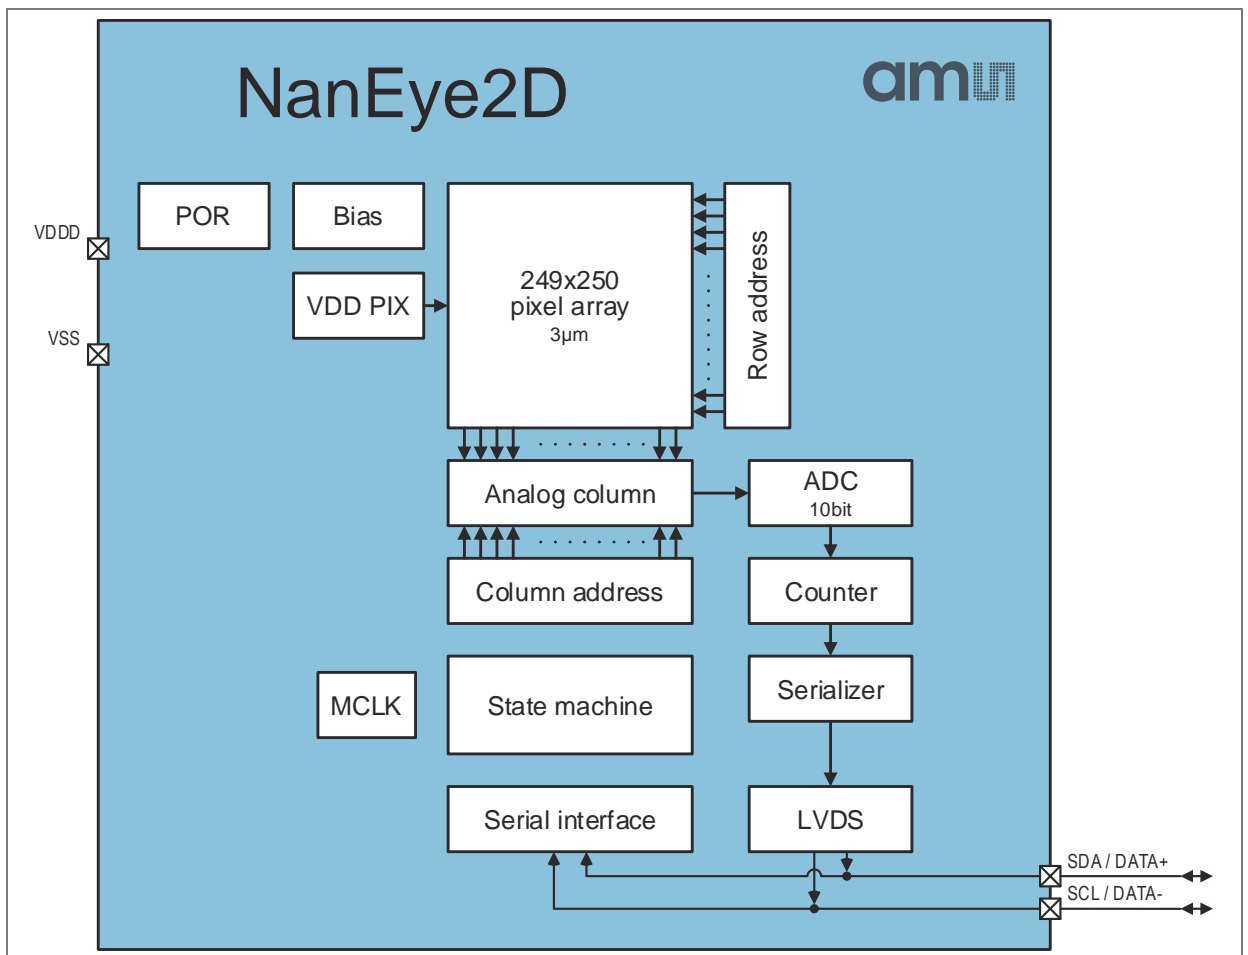 NanEye2D
amu
POR
Bias
VDDD
VDD PIX
249x250
pixel array
3µm
Row address
VSS
Analog column
ADC
10bit
Column address
Counter
MCLK
State machine
Serializer
Serial interface
LVDS
SDA / DATA+
SCL / DATA-